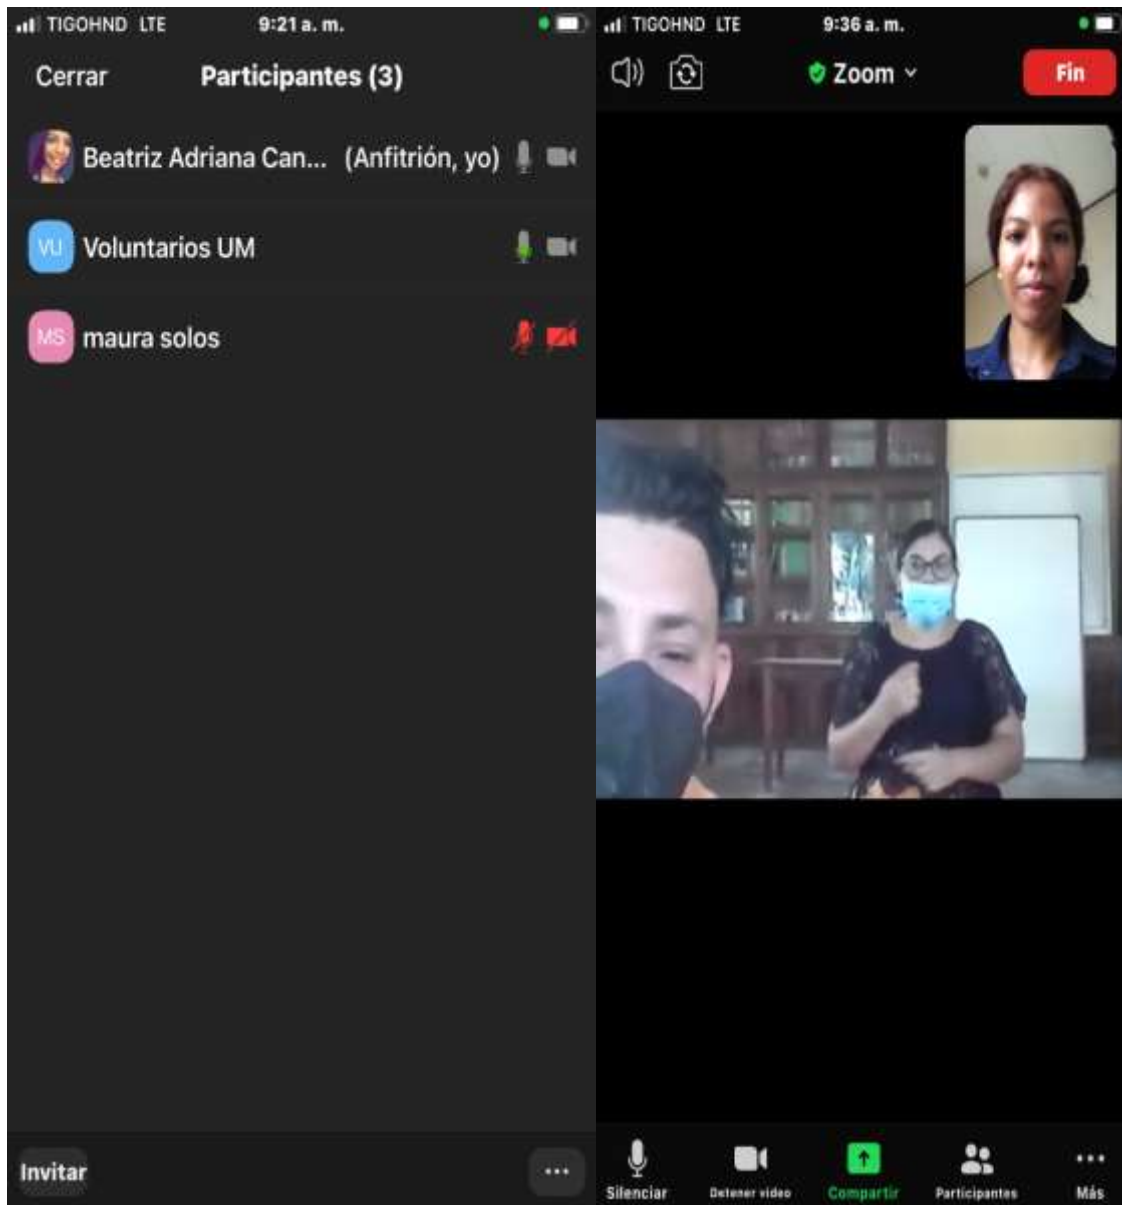 TIGOHND LTE 9:21 a. m.
Cerrar Participantes (3)
Beatriz Adriana Can... (Anfitrión, yo)
VU Voluntarios UM
MS maura solos
Invitar
TIGOHND LTE 9:36 a. m.
Zoom Fin
Silenciar Detener video Compartir Participantes Más